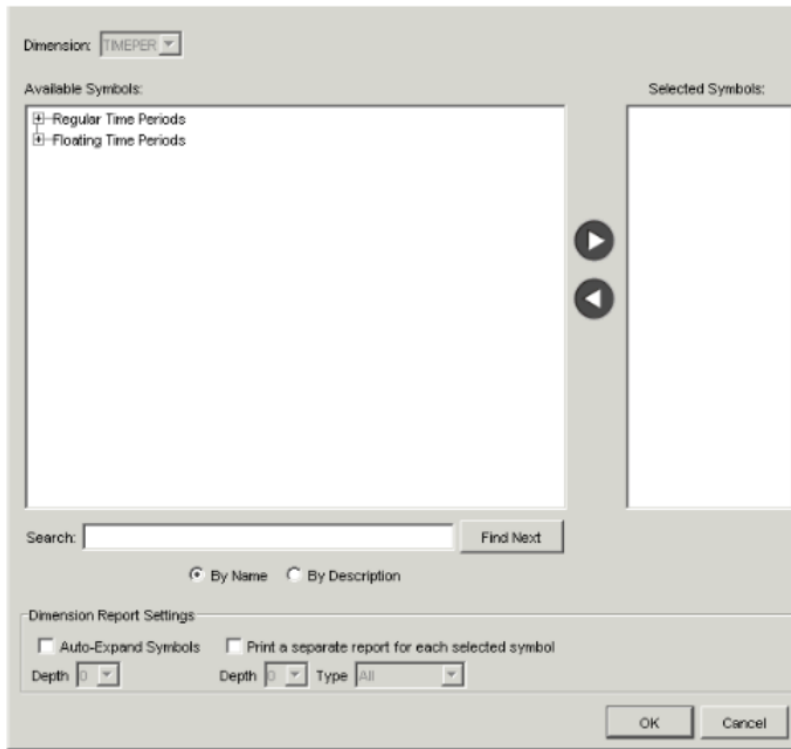 Dimension: TIMEPER
Available Symbols: Selected Symbols:
Regular Time Periods
Floating Time Periods
Search: Find Next
By Name By Description
Dimension Report Settings
Auto-Expand Symbols Print a separate report for each selected symbol
Depth 0 Depth 0 Type All
OK Cancel